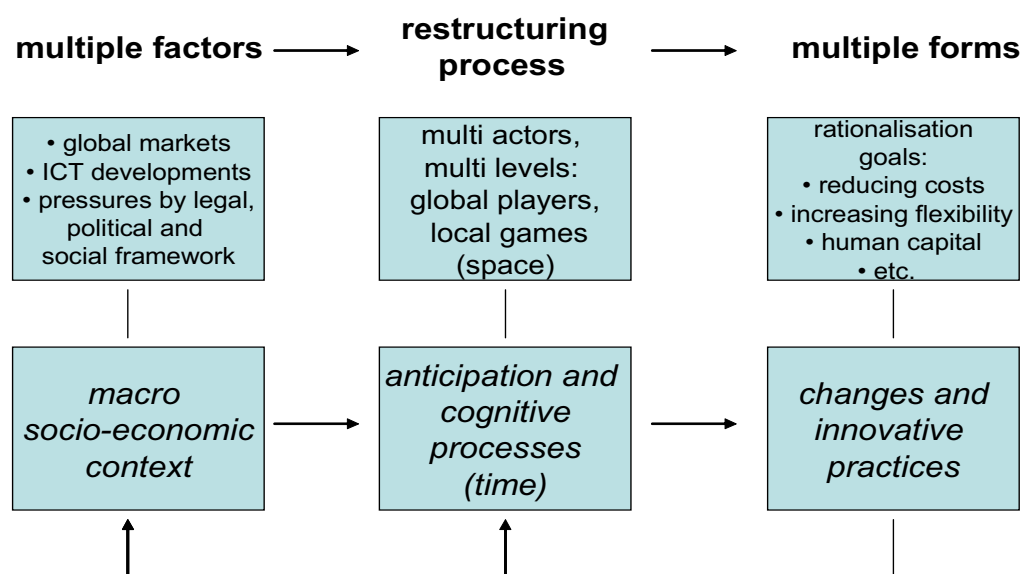 multiple factors
restructuring
process
multiple forms
• global markets
• ICT developments
• pressures by legal,
political and
social framework
multi actors,
multi levels:
global players,
local games
(space)
rationalisation
goals:
• reducing costs
• increasing flexibility
• human capital
• etc.
macro
socio-economic
context
anticipation and
cognitive
processes
(time)
changes and
innovative
practices